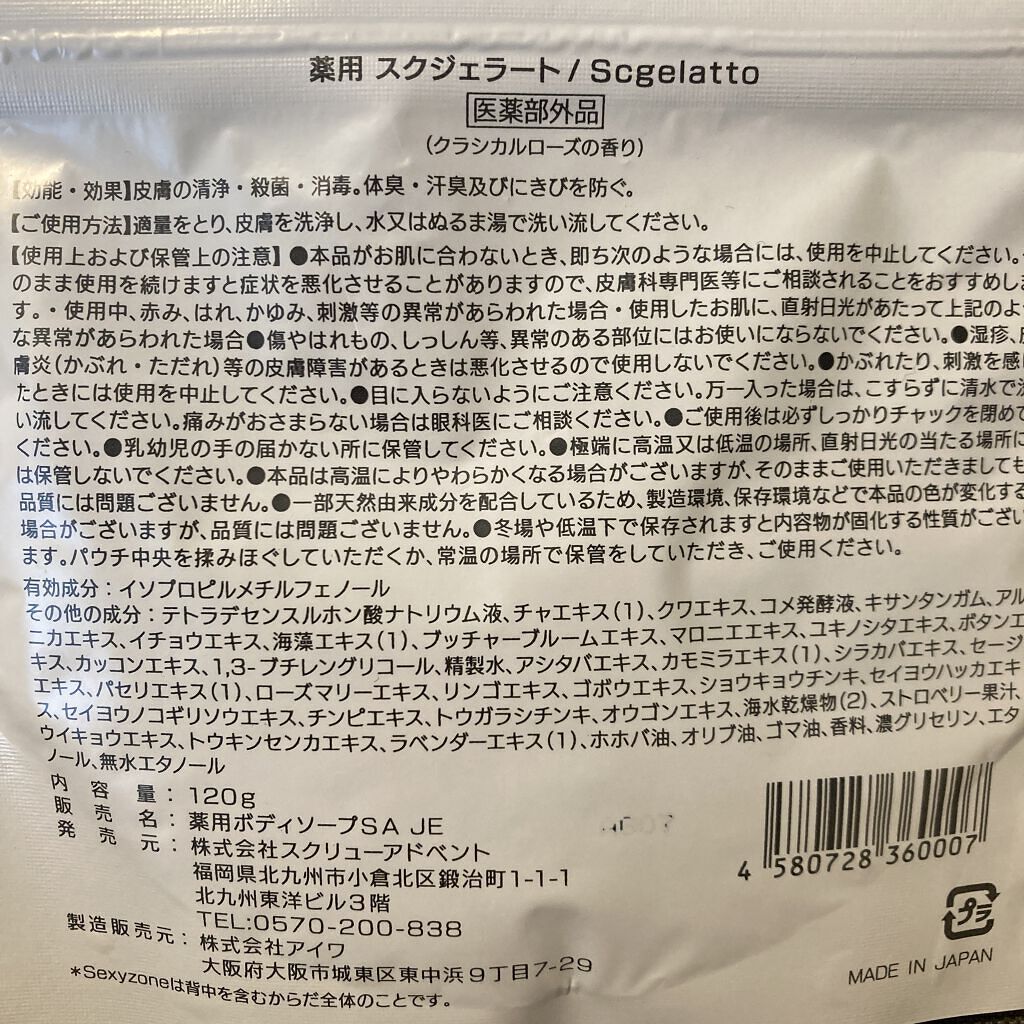 薬用 スクジェラート/Scgelatto
医薬部外品
(クラシカルローズの香り)
【効能・効果】皮膚の清浄・殺菌・消毒。体臭・汗臭及びにきびを防ぐ。
【ご使用方法】適量をとり、皮膚を洗浄し、水又はぬるま湯で洗い流してください。
【使用上および保管上の注意】●本品がお肌に合わないとき、即ち次のような場合には、使用を中止してください。
のまま使用を続けますと症状を悪化させることがありますので、皮膚科専門医等にご相談されることをおすすめしま
す。・使用中、赤み、はれ、かゆみ、刺激等の異常があらわれた場合・使用したお肌に、直射日光があたって上記のよ
な異常があらわれた場合●傷やはれもの、しっしん等、異常のある部位にはお使いにならないでください。●湿疹、
膚炎(かぶれ・ただれ)等の皮膚障害があるときは悪化させるので使用しないでください。●かぶれたり、刺激を感
たときには使用を中止してください。●目に入らないようにご注意ください。万一入った場合は、こすらずに清水で
い流してください。痛みがおさまらない場合は眼科医にご相談ください。●ご使用後は必ずしっかりチャックを閉めて
ください。●乳幼児の手の届かない所に保管してください。●極端に高温又は低温の場所、直射日光の当たる場所に
は保管しないでください。●本品は高温によりやわらかくなる場合がございますが、そのままご使用いただきましても
品質には問題ございません。●一部天然由来成分を配合しているため、製造環境、保存環境などで本品の色が変化する
場合がございますが、品質には問題ございません。●冬場や低温下で保存されますと内容物が固化する性質がござい
ます。パウチ中央を揉みほぐしていただくか、常温の場所で保管をしていただき、ご使用ください。
有効成分：イソプロピルメチルフェノール
その他の成分：テトラデセンスルホン酸ナトリウム液、チャエキス(1)、クワエキス、コメ発酵液、キサンタンガム、アル
ニカエキス、イチョウエキス、海藻エキス(1)、ブッチャーブルームエキス、マロニエエキス、ユキノシタエキス、ボタンエ
キス、カッコンエキス、1,3-ブチレングリコール、精製水、アシタバエキス、カモミラエキス(1)、シラカバエキス、セージ
エキス、パセリエキス(1)、ローズマリーエキス、リンゴエキス、ゴボウエキス、ショウキョウチンキ、セイヨウハッカエキ
ス、セイヨウノコギリソウエキス、チンピエキス、トウガラシチンキ、オウゴンエキス、海水乾燥物(2)、ストロベリー果汁、
ウイキョウエキス、トウキンセンカエキス、ラベンダーエキス(1)、ホホバ油、オリブ油、ゴマ油、香料、濃グリセリン、エタ
ノール、無水エタノール
内容量：120g
販売名：薬用ボディソープSA JE
発売元：株式会社スクリューアドベント
福岡県北九州市小倉北区鍛治町1-1-1
北九州東洋ビル3階
TEL:0570-200-838
製造販売元：株式会社アイワ
大阪府大阪市城東区東中浜9丁目7-29
*Sexyzoneは背中を含むからだ全体のことです。
4 580728 360007
プラ
MADE IN JAPAN